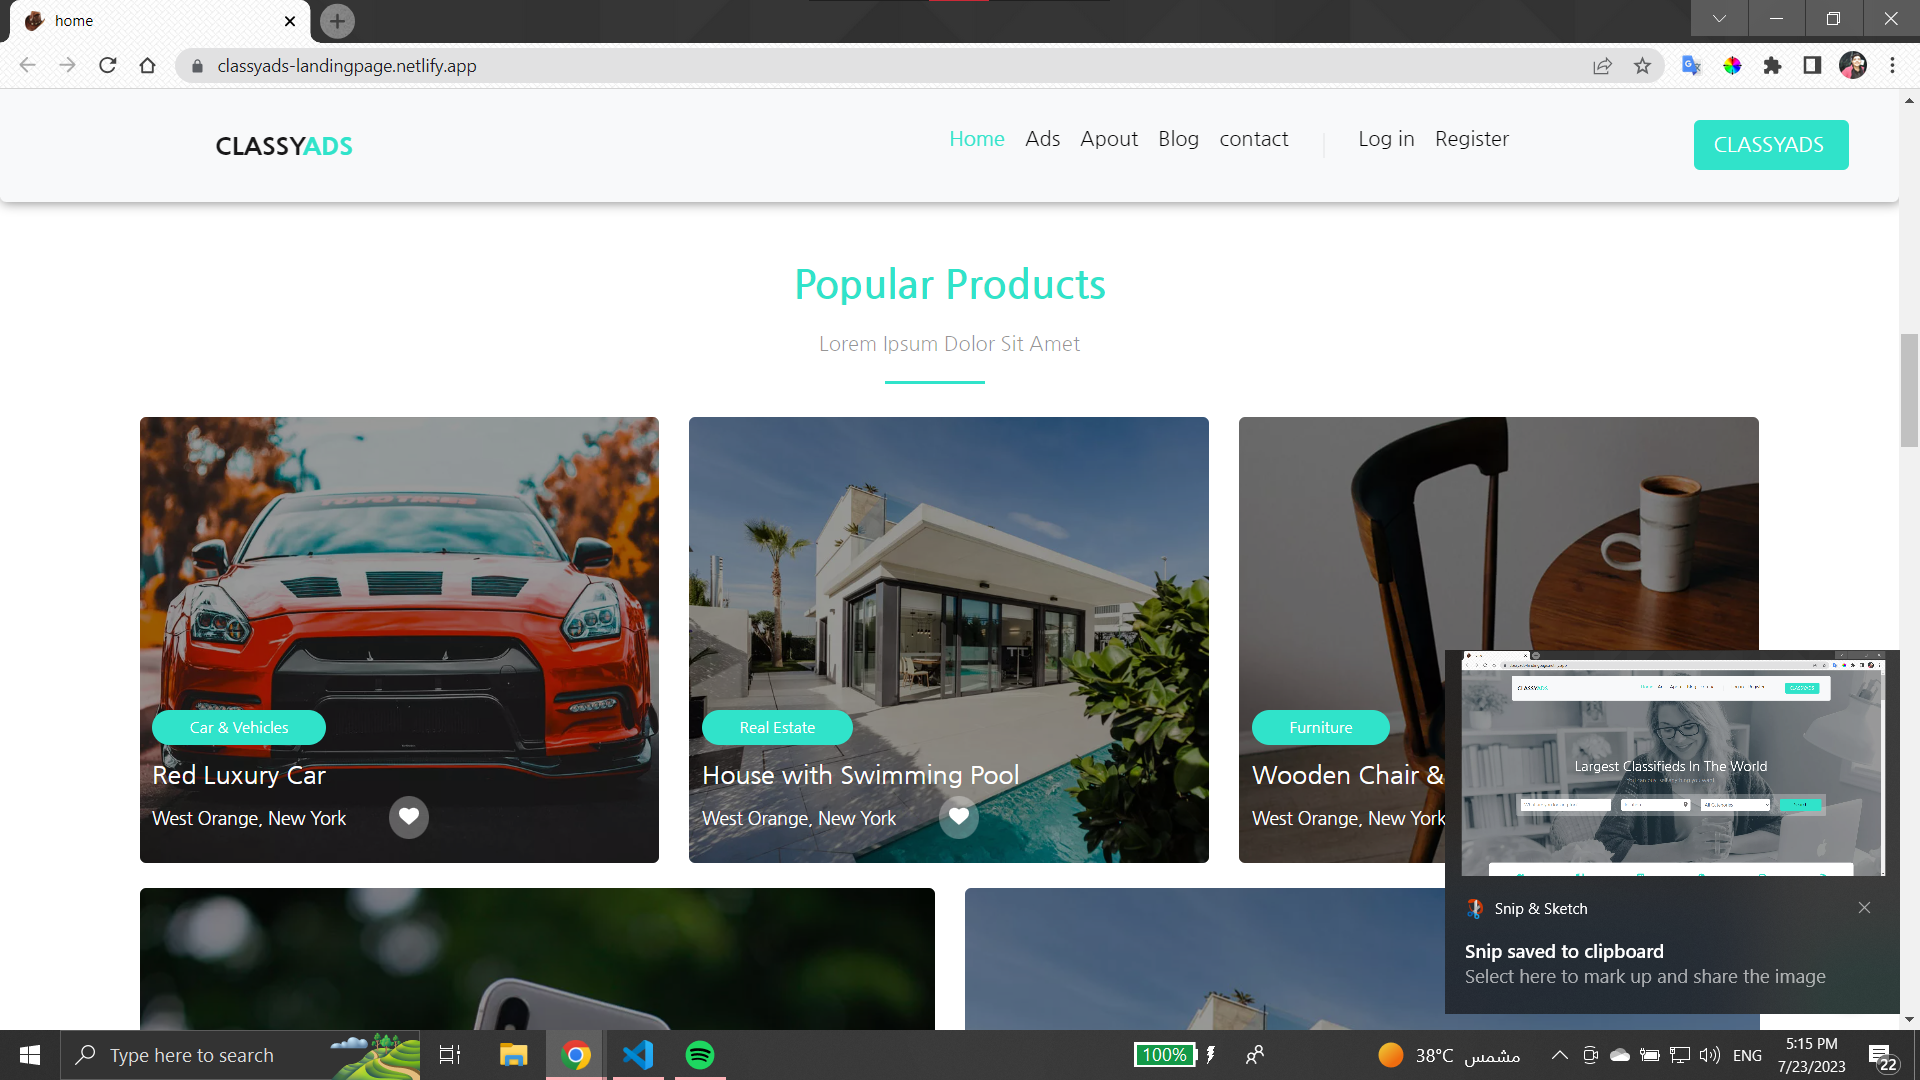 home
classyads-landingpage.netlify.app
CLASSYADS
Home Ads Apout Blog contact Log in Register
CLASSYADS
Popular Products
Lorem Ipsum Dolor Sit Amet
TOYO TIRES
Car & Vehicles
Red Luxury Car
West Orange, New York
Real Estate
House with Swimming Pool
West Orange, New York
Furniture
Wooden Chair &
West Orange, New York
CLASSYADS
CLASSYADS
Largest Classifieds In The World
Snip & Sketch
Snip saved to clipboard
Select here to mark up and share the image
Type here to search
100%
38°C مشمس
ENG
5:15 PM
7/23/2023
22